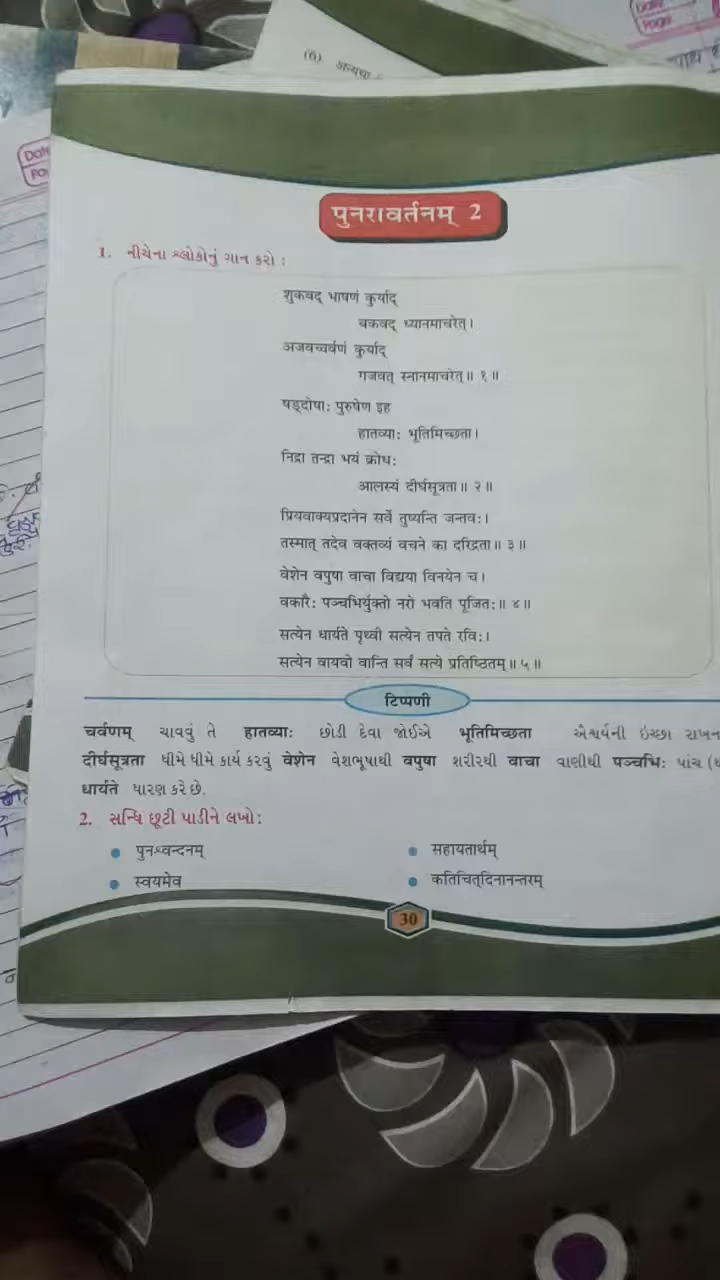 (6) अन्यथा
DATE
PAGE
पुनरावर्तनम् 2
1. નીચેના શ્લોકોનું ગાન કરો :
शुकवद् भाषणं कुर्याद्
बकवद् ध्यानमाचरेत्।
अजवच्चर्वणं कुर्याद्
गजवत् स्नानमाचरेत्॥ १ ॥
षड्दोषाः पुरुषेण इह
हातव्याः भूतिमिच्छता।
निद्रा तन्द्रा भयं क्रोधः
आलस्यं दीर्घसूत्रता॥ २॥
प्रियवाक्यप्रदानेन सर्वे तुष्यन्ति जन्तवः।
तस्मात् तदेव वक्तव्यं वचने का दरिद्रता॥ ३॥
वेशेन वपुषा वाचा विद्यया विनयेन च।
वकारैः पञ्चभिर्युक्तो नरो भवति पूजितः॥ ४॥
सत्येन धार्यते पृथ्वी सत्येन तपते रविः।
सत्येन वायवो वान्ति सर्वं सत्ये प्रतिष्ठितम्॥ ५॥
टिप्पणी
चर्वणम् ચાવવું તે हातव्याः છોડી દેવા જોઈએ भूतिमिच्छता ઐશ્વર્યની ઇચ્છા રાખન
दीर्घसूत्रता ધીમે ધીમે કાર્ય કરવું वेशेन વેશભૂષાથી वपुषा શરીરથી वाचा વાણીથી पञ्चभिः પાંચ
धार्यते ધારણ કરે છે.
2. સન્ધિ છૂટી પાડીને લખો :
• पुनश्वन्दनम्
• सहायतार्थम्
• स्वयमेव
• कतिचित्‌दिनानन्तरम्
30